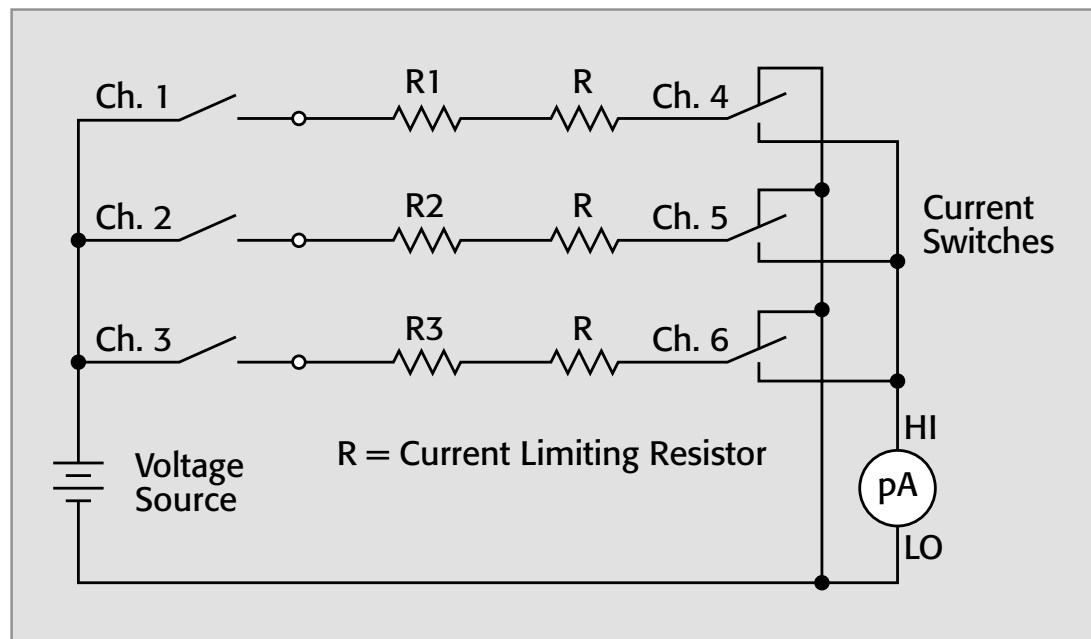 Ch. 1
R1
R
Ch. 4
Ch. 2
R2
R
Ch. 5
Current
Switches
Ch. 3
R3
R
Ch. 6
HI
R = Current Limiting Resistor
Voltage
Source
pA
LO